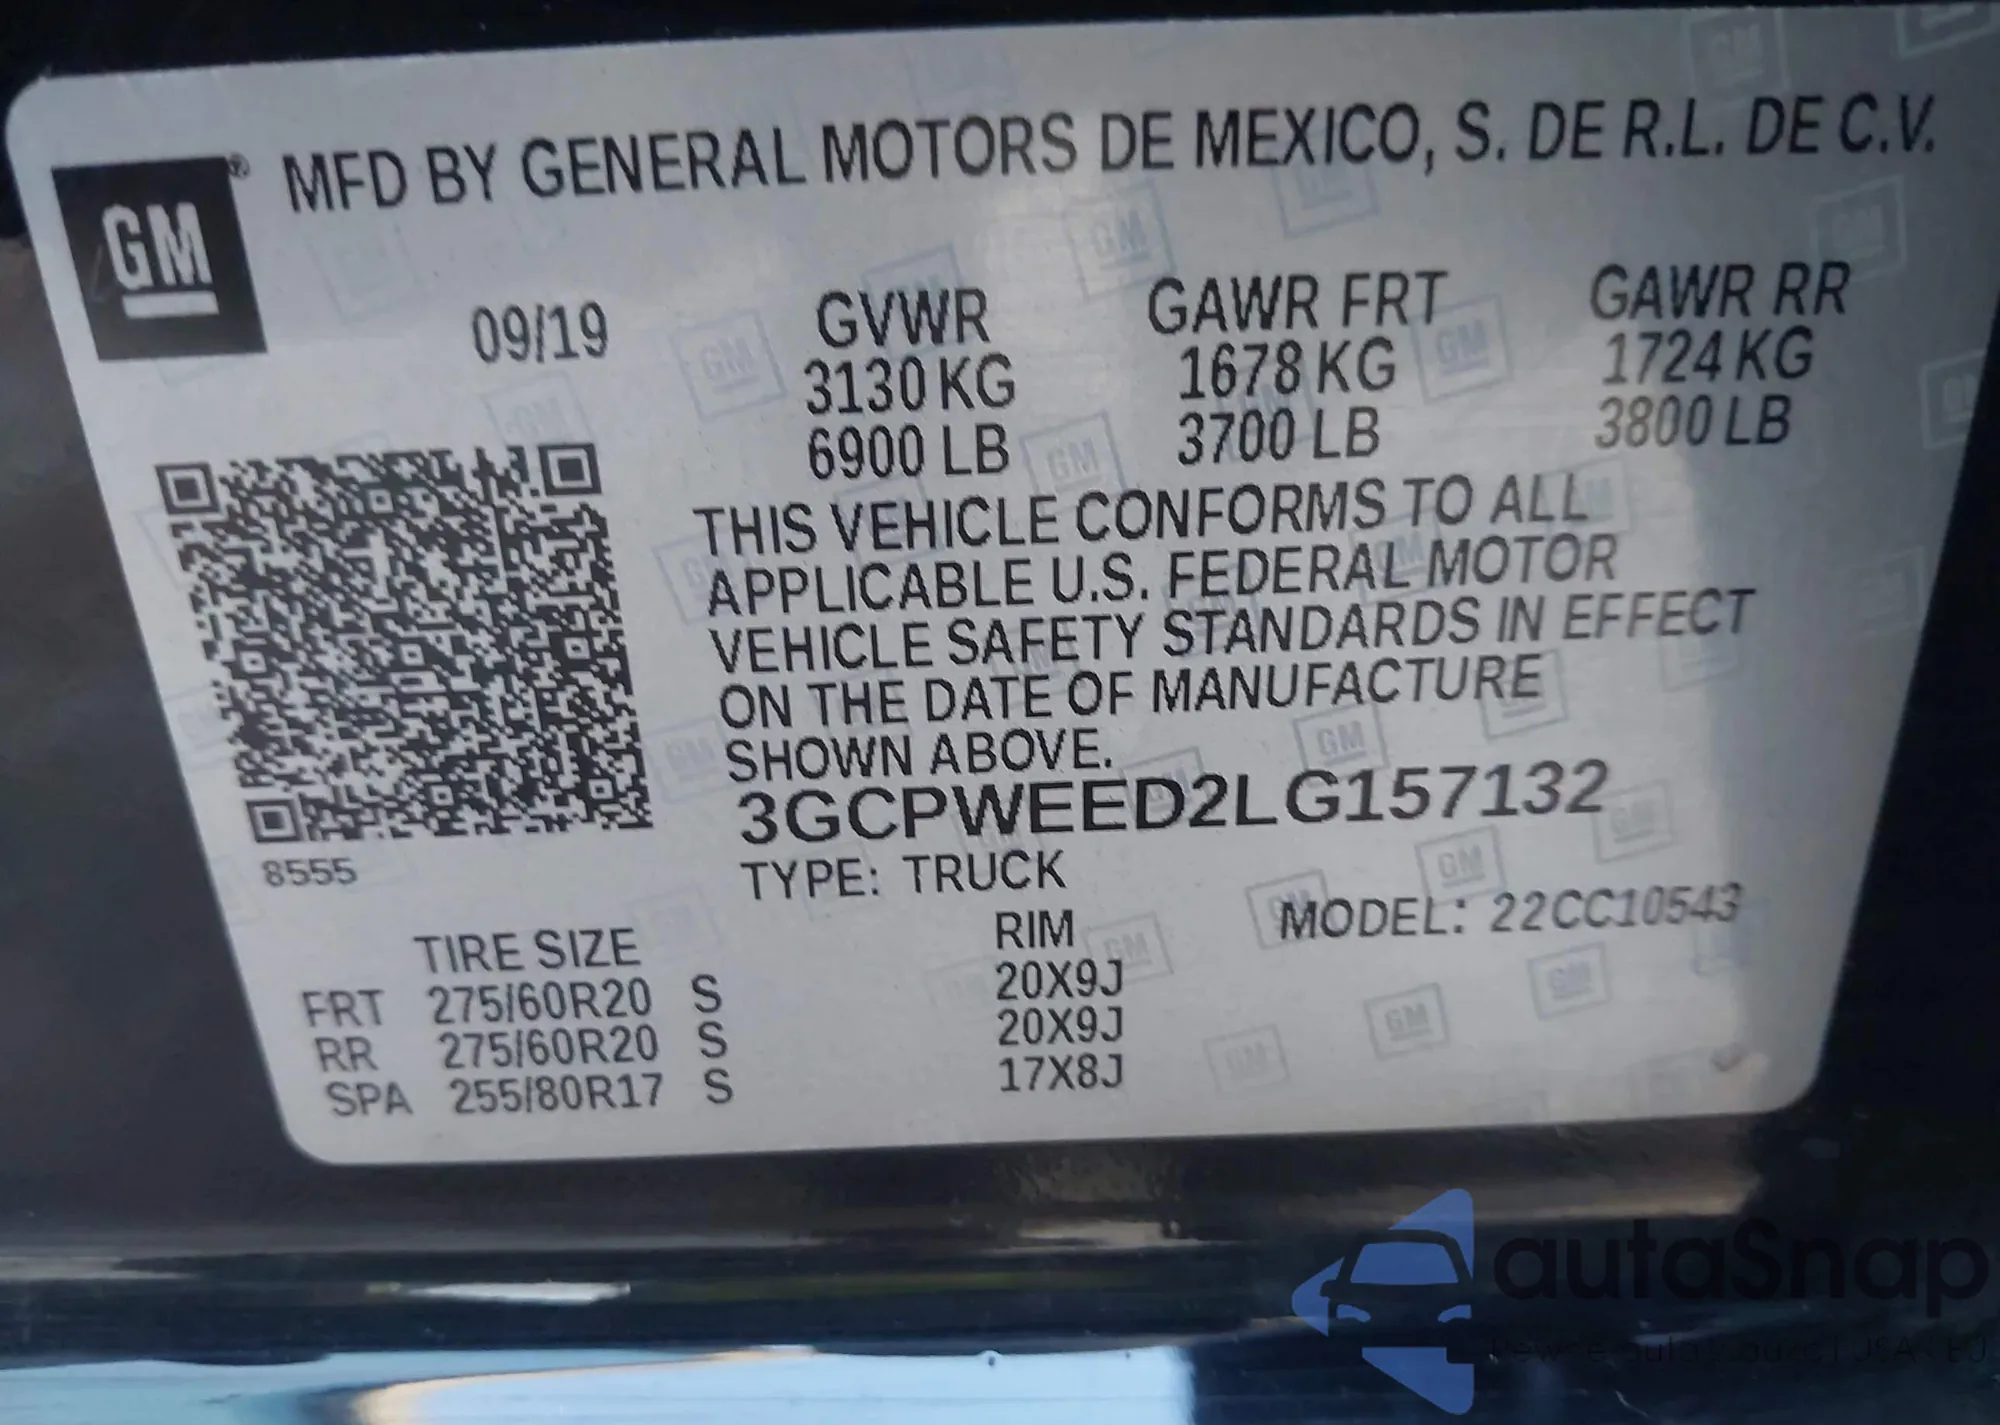 GM ®
MFD BY GENERAL MOTORS DE MEXICO, S. DE R.L. DE C.V.
09/19
GVWR GAWR FRT GAWR RR
3130 KG 1678 KG 1724 KG
6900 LB 3700 LB 3800 LB
THIS VEHICLE CONFORMS TO ALL
APPLICABLE U.S. FEDERAL MOTOR
VEHICLE SAFETY STANDARDS IN EFFECT
ON THE DATE OF MANUFACTURE
SHOWN ABOVE.
3GCPWEED2LG157132
8555
TYPE: TRUCK
MODEL: 22CC10543
TIRE SIZE RIM
FRT 275/60R20 S 20X9J
RR 275/60R20 S 20X9J
SPA 255/80R17 S 17X8J
autaSnap